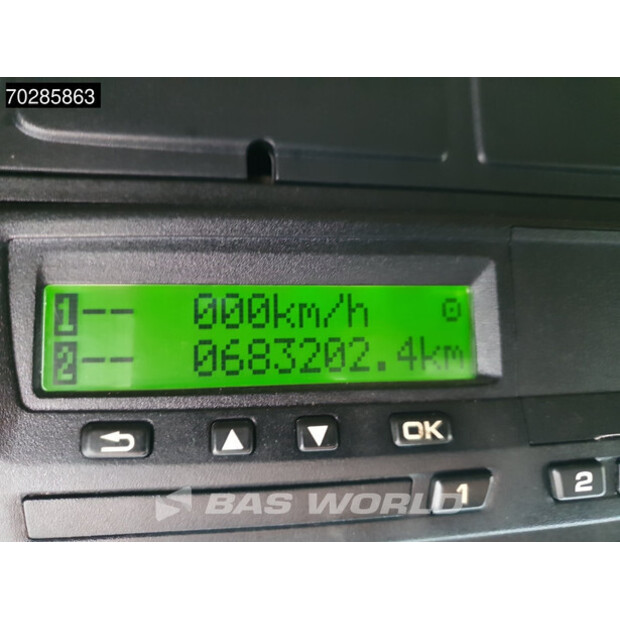 70285863
1-- 000km/h
2-- 0683202.4km
OK
BAS WORLD
1
2